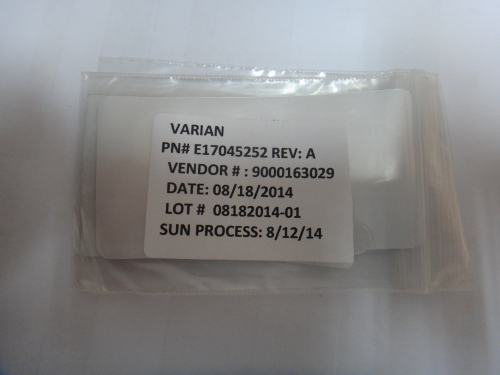 VARIAN
PN# E17045252 REV: A
VENDOR # : 9000163029
DATE: 08/18/2014
LOT # 08182014-01
SUN PROCESS: 8/12/14